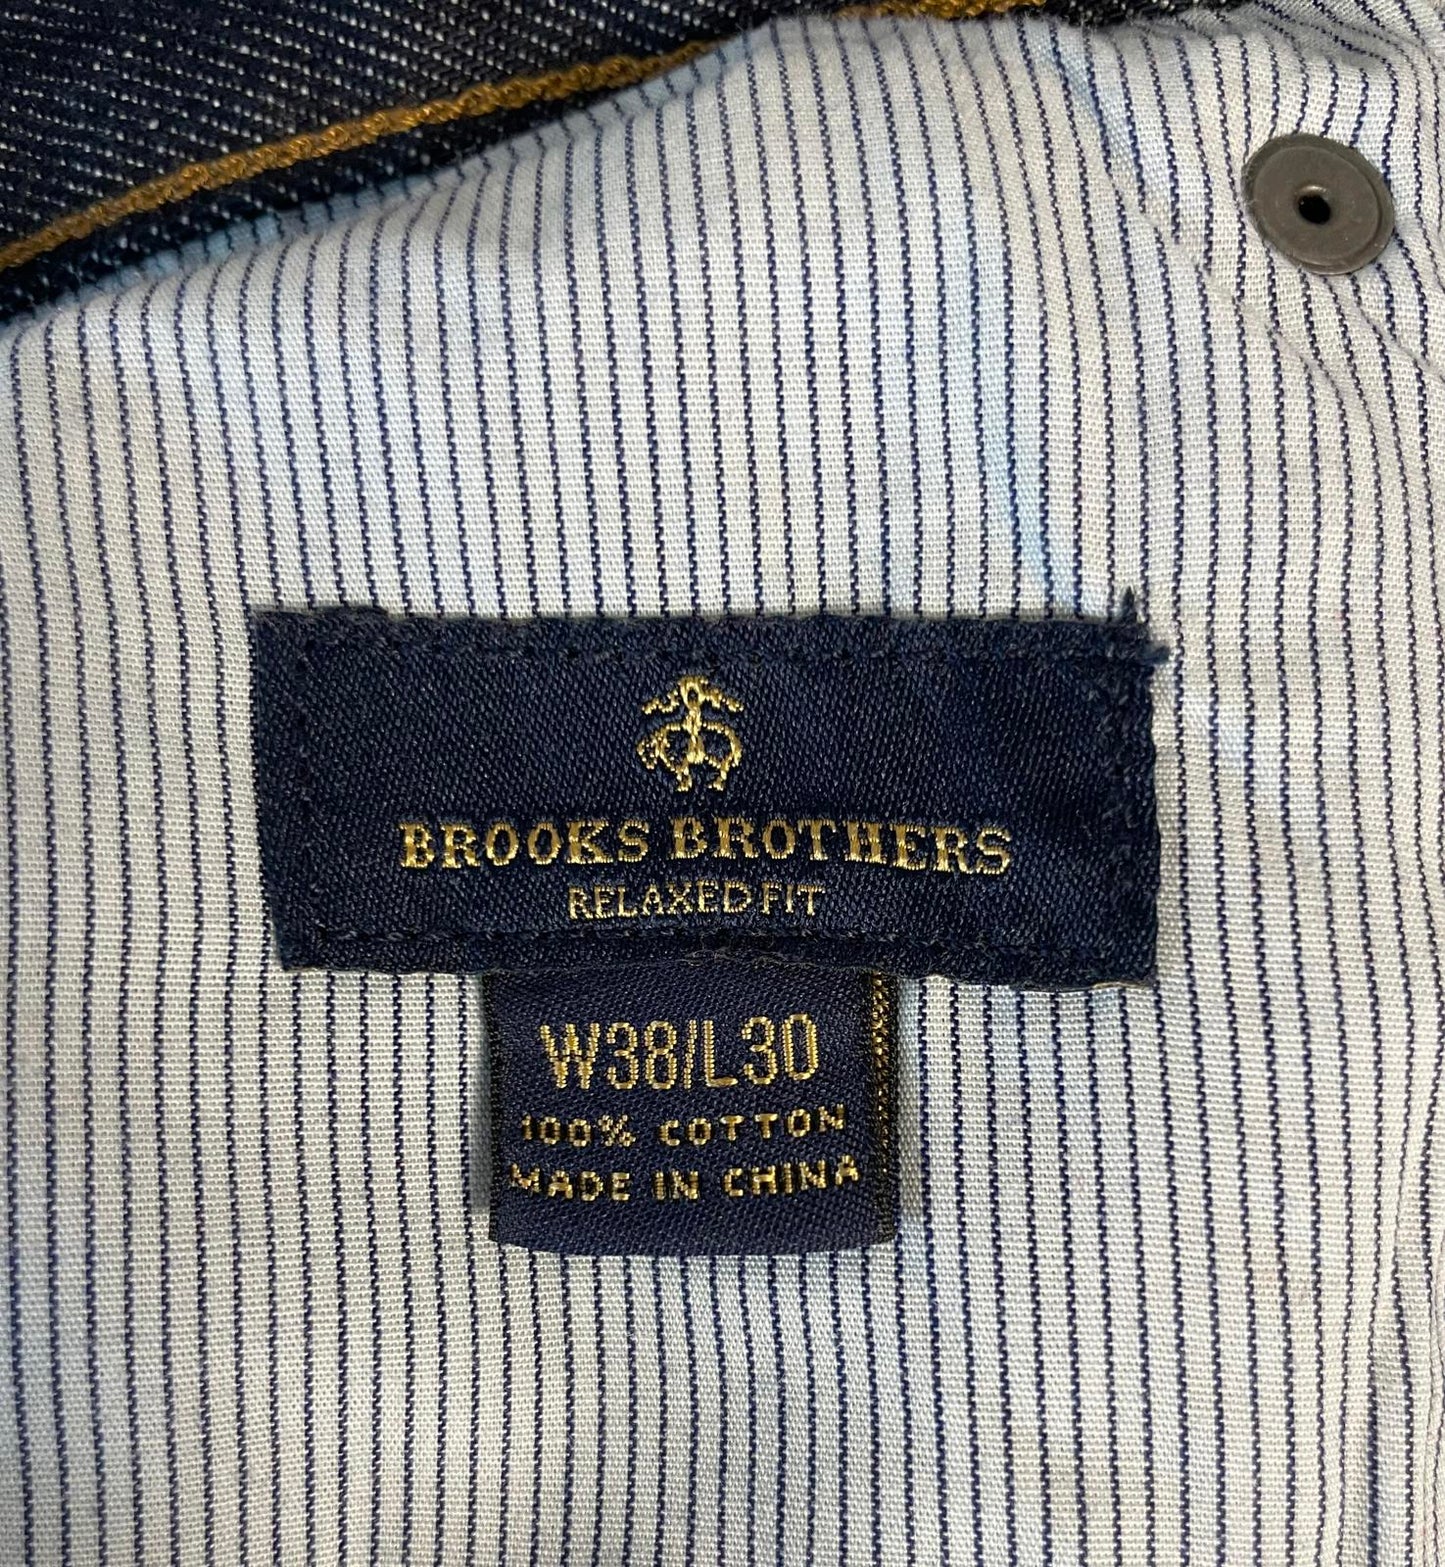 BROOKS BROTHERS
RELAXED FIT
W38/L30
100% COTTON
MADE IN CHINA